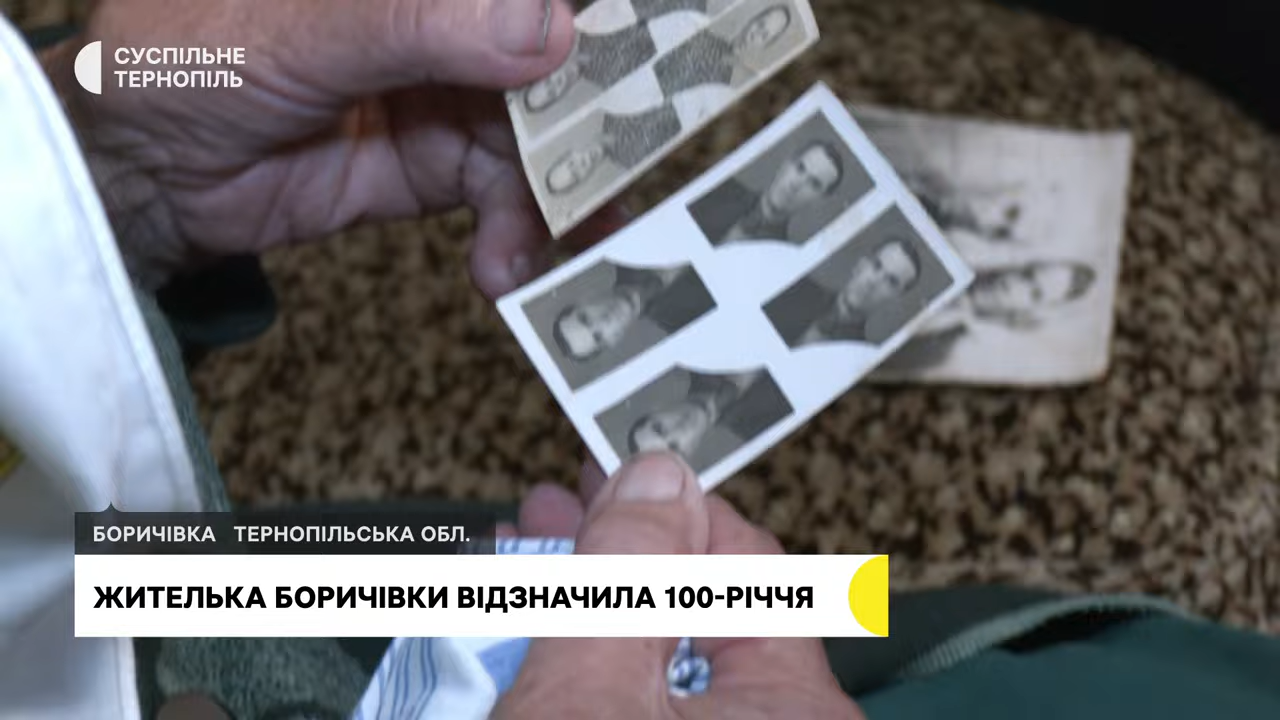 СУСПІЛЬНЕ
ТЕРНОПІЛЬ
БОРИЧІВКА ТЕРНОПІЛЬСЬКА ОБЛ.
ЖИТЕЛЬКА БОРИЧІВКИ ВІДЗНАЧИЛА 100-РІЧЧЯ